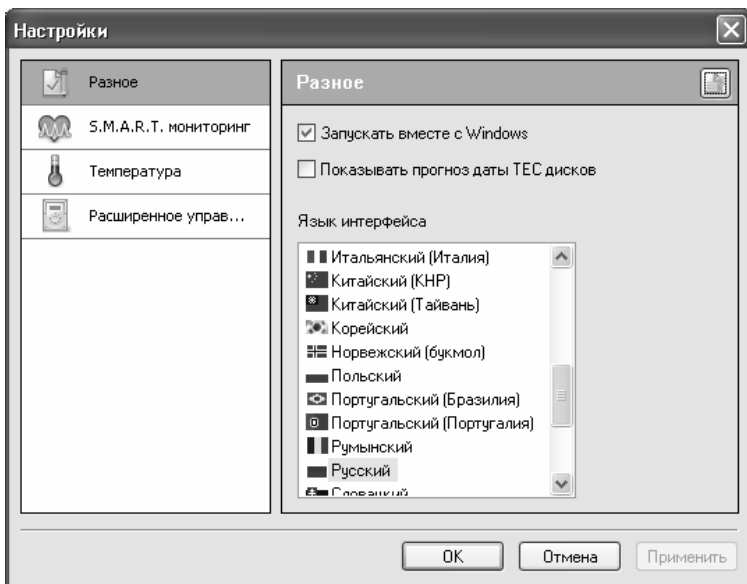 Настройки
Разное
S.M.A.R.T. мониторинг
Температура
Расширенное управ...
Разное
Запускать вместе с Windows
Показывать прогноз даты TEC дисков
Язык интерфейса
Итальянский (Италия)
Китайский (КНР)
Китайский (Тайвань)
Корейский
Норвежский (букмол)
Польский
Португальский (Бразилия)
Португальский (Португалия)
Румынский
Русский
Словацкий
OK
Отмена
Применить